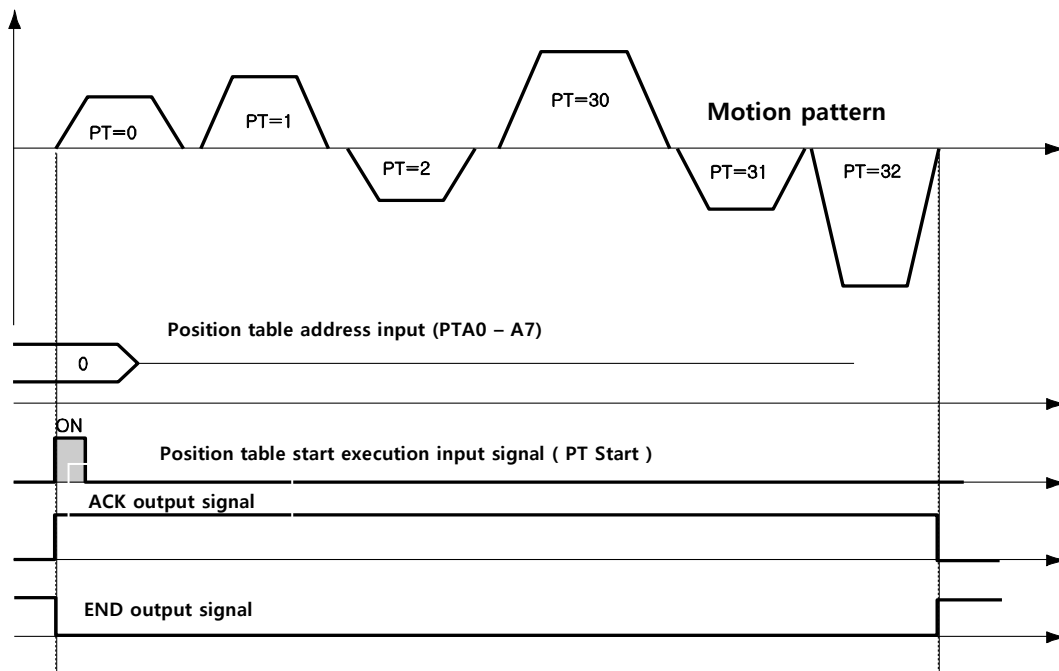 PT=0
PT=1
PT=2
PT=30
Motion pattern
PT=31
PT=32
Position table address input (PTA0 – A7)
0
ON
Position table start execution input signal ( PT Start )
ACK output signal
END output signal